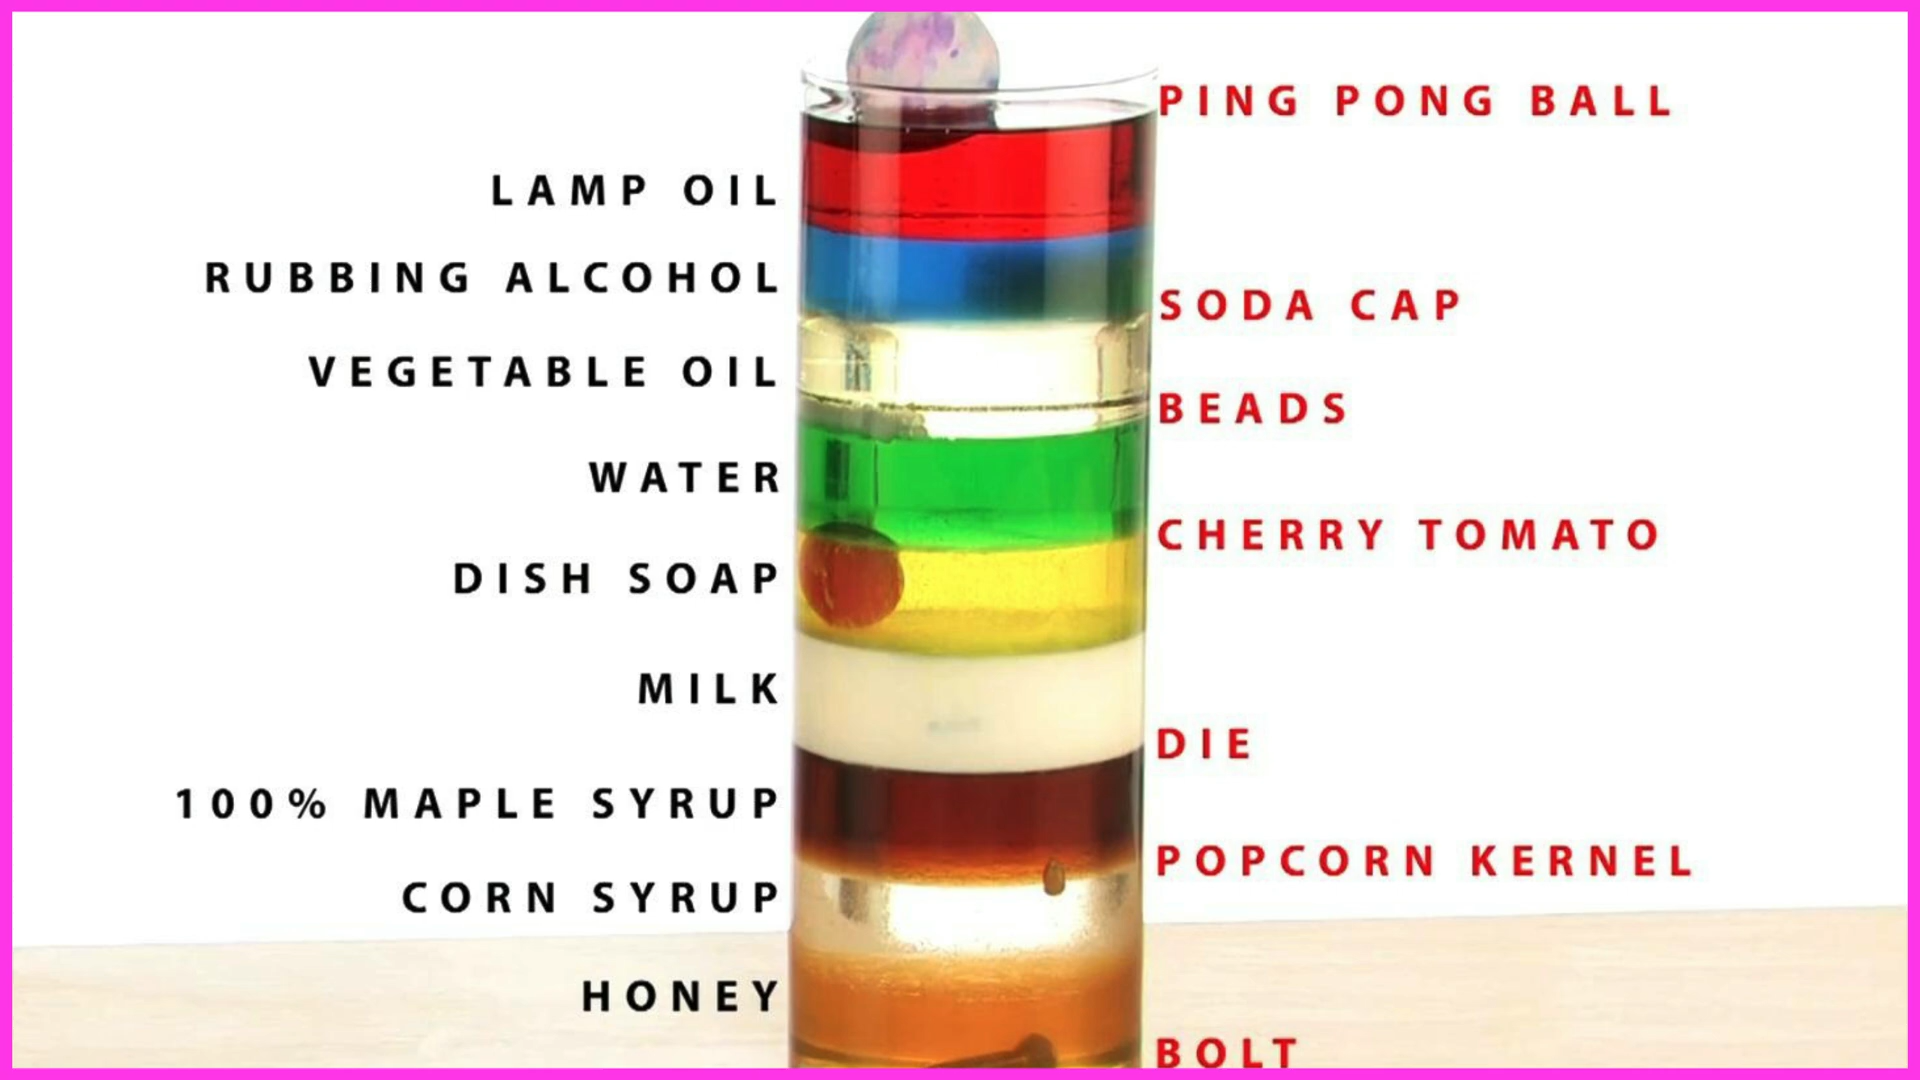 PING PONG BALL
LAMP OIL
RUBBING ALCOHOL
SODA CAP
VEGETABLE OIL
BEADS
WATER
CHERRY TOMATO
DISH SOAP
MILK
DIE
100% MAPLE SYRUP
POPCORN KERNEL
CORN SYRUP
HONEY
BOLT